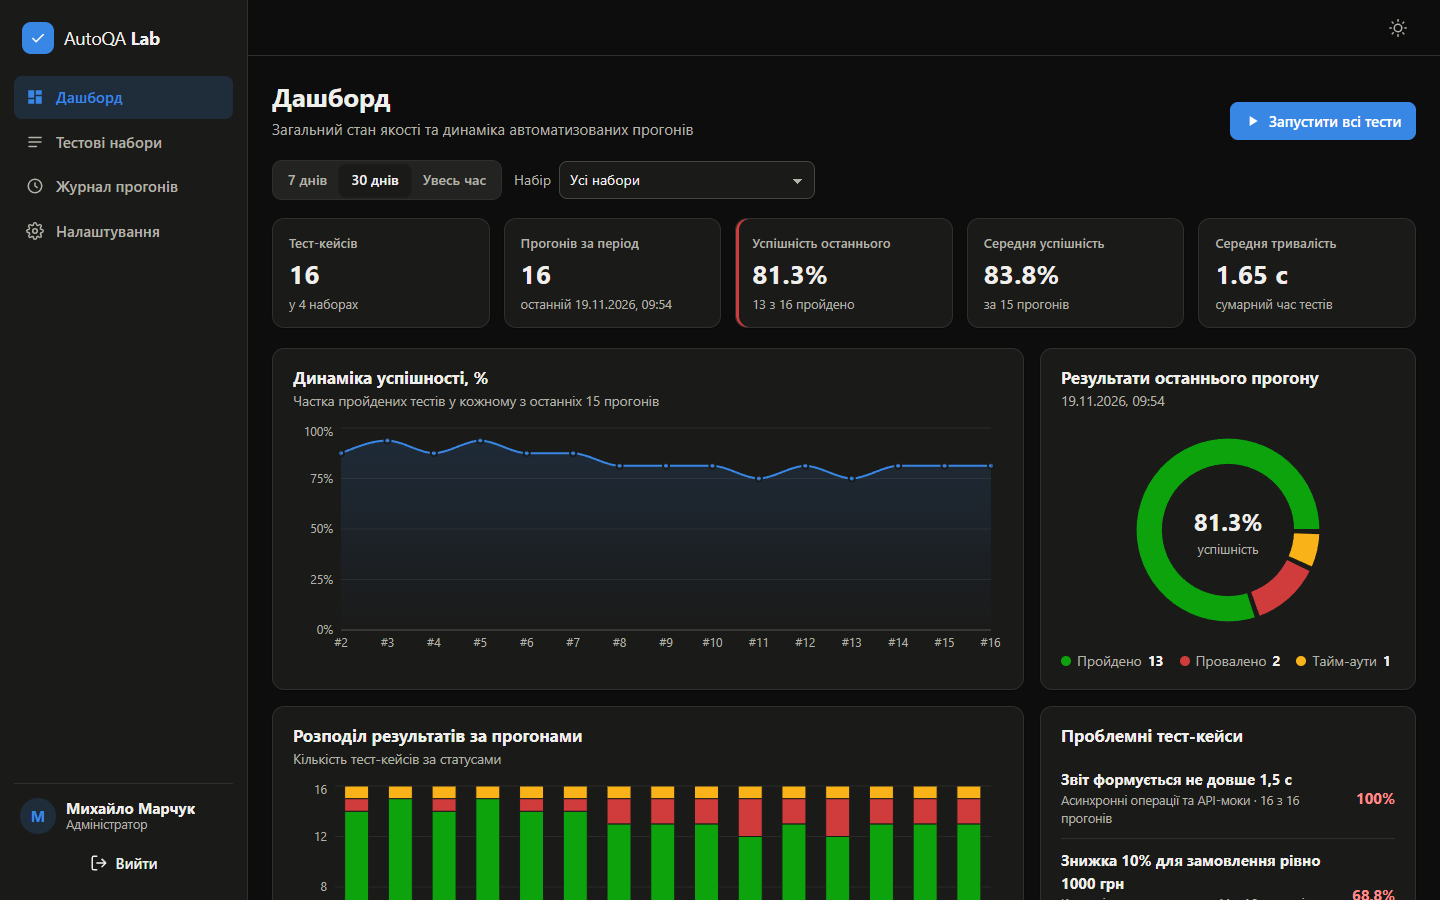 AutoQA Lab
Дашборд
Тестові набори
Журнал прогонів
Налаштування
М
Михайло Марчук
Адміністратор
Вийти
Дашборд
Загальний стан якості та динаміка автоматизованих прогонів
Запустити всі тести
7 днів 30 днів Увесь час Набір Усі набори
Тест-кейсів
16
у 4 наборах
Прогонів за період
16
останній 19.11.2026, 09:54
Успішність останнього
81.3%
13 з 16 пройдено
Середня успішність
83.8%
за 15 прогонів
Середня тривалість
1.65 с
сумарний час тестів
Динаміка успішності, %
Частка пройдених тестів у кожному з останніх 15 прогонів
100%
75%
50%
25%
0%
#2 #3 #4 #5 #6 #7 #8 #9 #10 #11 #12 #13 #14 #15 #16
Результати останнього прогону
19.11.2026, 09:54
81.3%
успішність
Пройдено 13 Провалено 2 Тайм-аути 1
Розподіл результатів за прогонами
Кількість тест-кейсів за статусами
16
12
8
Проблемні тест-кейси
Звіт формується не довше 1,5 с
Асинхронні операції та API-моки · 16 з 16
прогонів
100%
Знижка 10% для замовлення рівно
1000 грн
68.8%